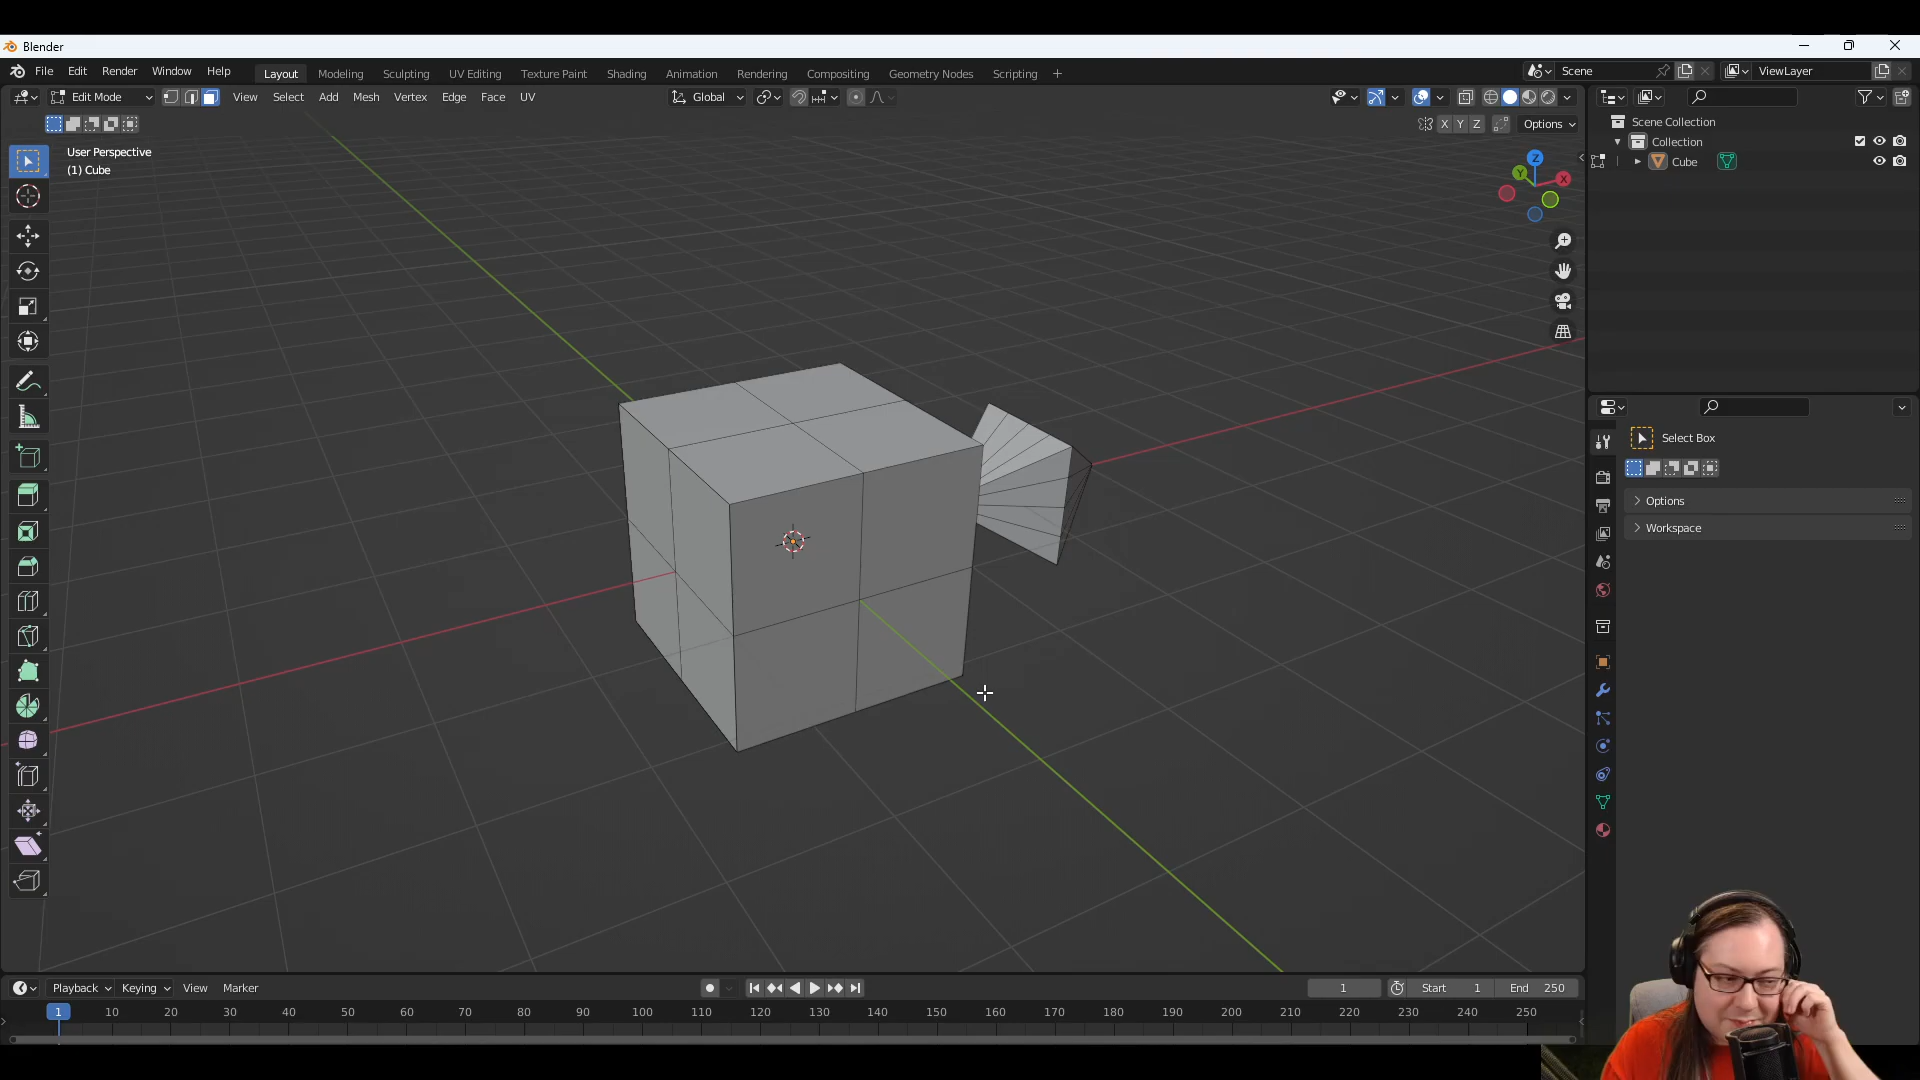 Blender
File Edit Render Window Help Layout Modeling Sculpting UV Editing Texture Paint Shading Animation Rendering Compositing Geometry Nodes Scripting + Scene ViewLayer
Edit Mode View Select Add Mesh Vertex Edge Face UV Global
X Y Z Options
User Perspective
(1) Cube
Z
Y X
Scene Collection
Collection
Cube
Select Box
Options
Workspace
Playback Keying View Marker 1 Start 1 End 250
1 10 20 30 40 50 60 70 80 90 100 110 120 130 140 150 160 170 180 190 200 210 220 230 240 250